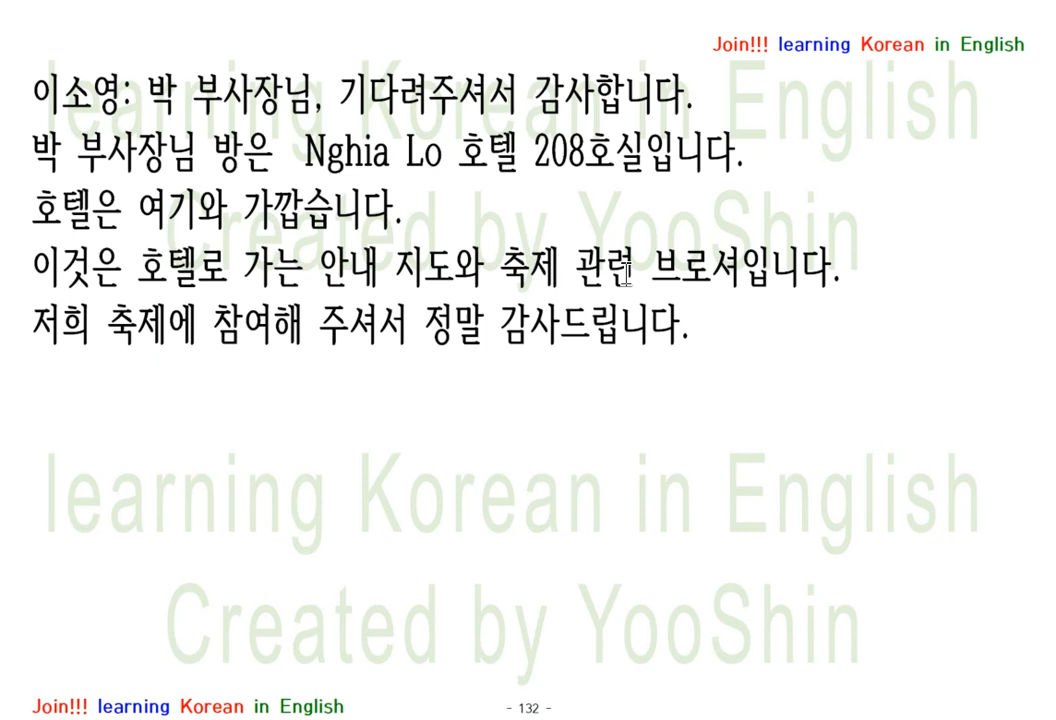 Join!!! learning Korean in English
이소영: 박 부사장님, 기다려주셔서 감사합니다.
박 부사장님 방은 Nghia Lo 호텔 208호실입니다.
호텔은 여기와 가깝습니다.
이것은 호텔로 가는 안내 지도와 축제 관련 브로셔입니다.
저희 축제에 참여해 주셔서 정말 감사드립니다.
learning Korean in English
Created by YooShin
learning Korean in English
Created by YooShin
Join!!! learning Korean in English
- 132 -